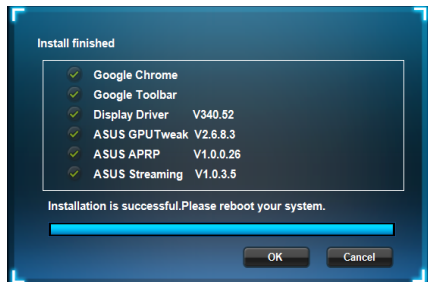 Install finished
Google Chrome
Google Toolbar
Display Driver V340.52
ASUS GPUTweak V2.6.8.3
ASUS APRP V1.0.0.26
ASUS Streaming V1.0.3.5
Installation is successful.Please reboot your system.
OK Cancel